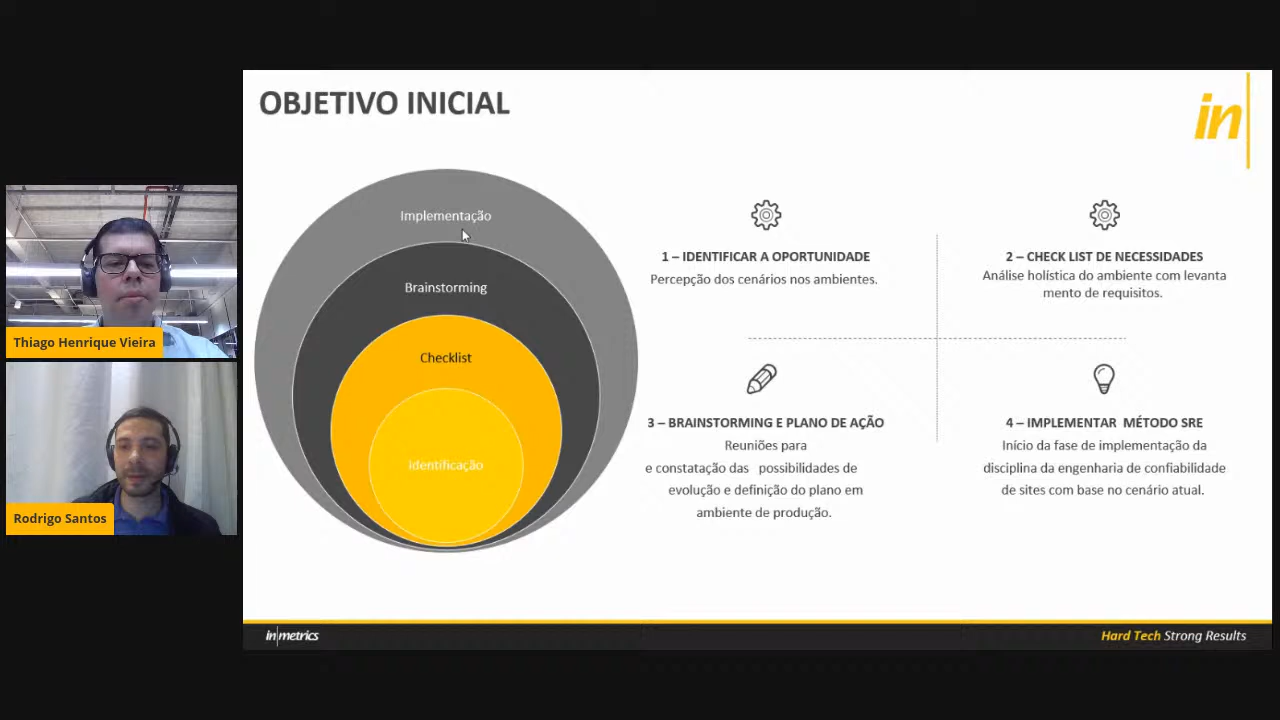 OBJETIVO INICIAL
in
Implementação
Brainstorming
Checklist
Identificação
1 – IDENTIFICAR A OPORTUNIDADE
Percepção dos cenários nos ambientes.
2 – CHECK LIST DE NECESSIDADES
Análise holística do ambiente com levanta
mento de requisitos.
3 – BRAINSTORMING E PLANO DE AÇÃO
Reuniões para
e constatação das possibilidades de
evolução e definição do plano em
ambiente de produção.
4 – IMPLEMENTAR MÉTODO SRE
Início da fase de implementação da
disciplina da engenharia de confiabilidade
de sites com base no cenário atual.
Thiago Henrique Vieira
Rodrigo Santos
in|metrics
Hard Tech Strong Results